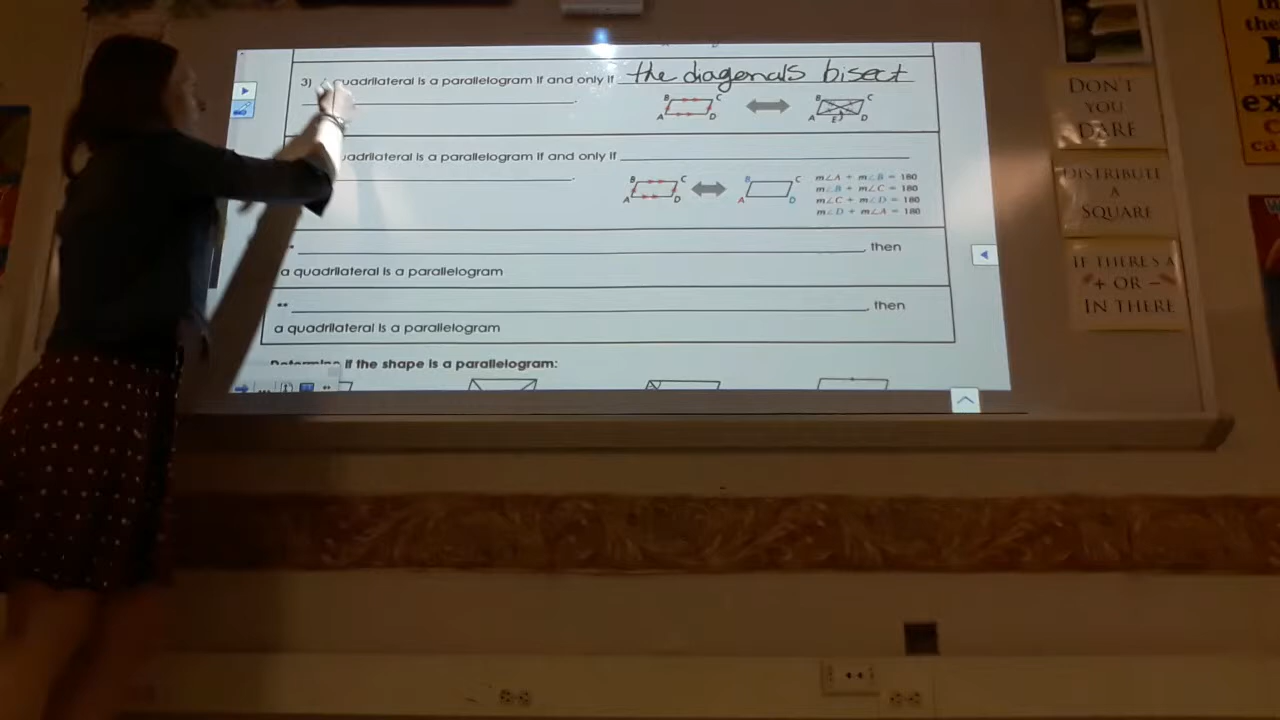 3) quadrilateral is a parallelogram if and only if the diagonals bisect
.
B C A D B C A E D
quadrilateral is a parallelogram if and only if
.
B C A D B C A D
m∠A + m∠B = 180
m∠B + m∠C = 180
m∠C + m∠D = 180
m∠D + m∠A = 180
* , then
a quadrilateral is a parallelogram
** , then
a quadrilateral is a parallelogram
Determine if the shape is a parallelogram:
DON'T
YOU
DARE
DISTRIBUTE
A
SQUARE
IF THERE'S A
+ OR −
IN THERE